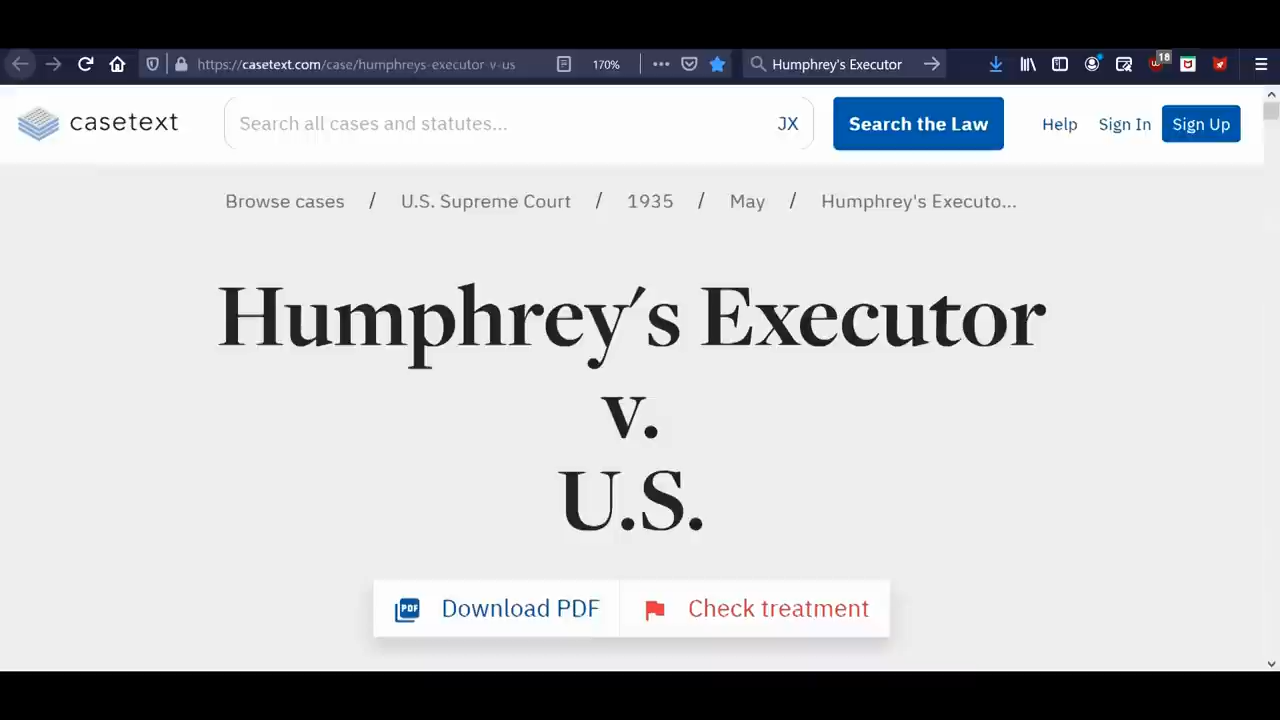 https://casetext.com/case/humphreys-executor-v-us
170%
Humphrey's Executor
18
casetext
Search all cases and statutes...
JX
Search the Law
Help
Sign In
Sign Up
Browse cases / U.S. Supreme Court / 1935 / May / Humphrey's Executo...
Humphrey's Executor
v.
U.S.
PDF
Download PDF
Check treatment